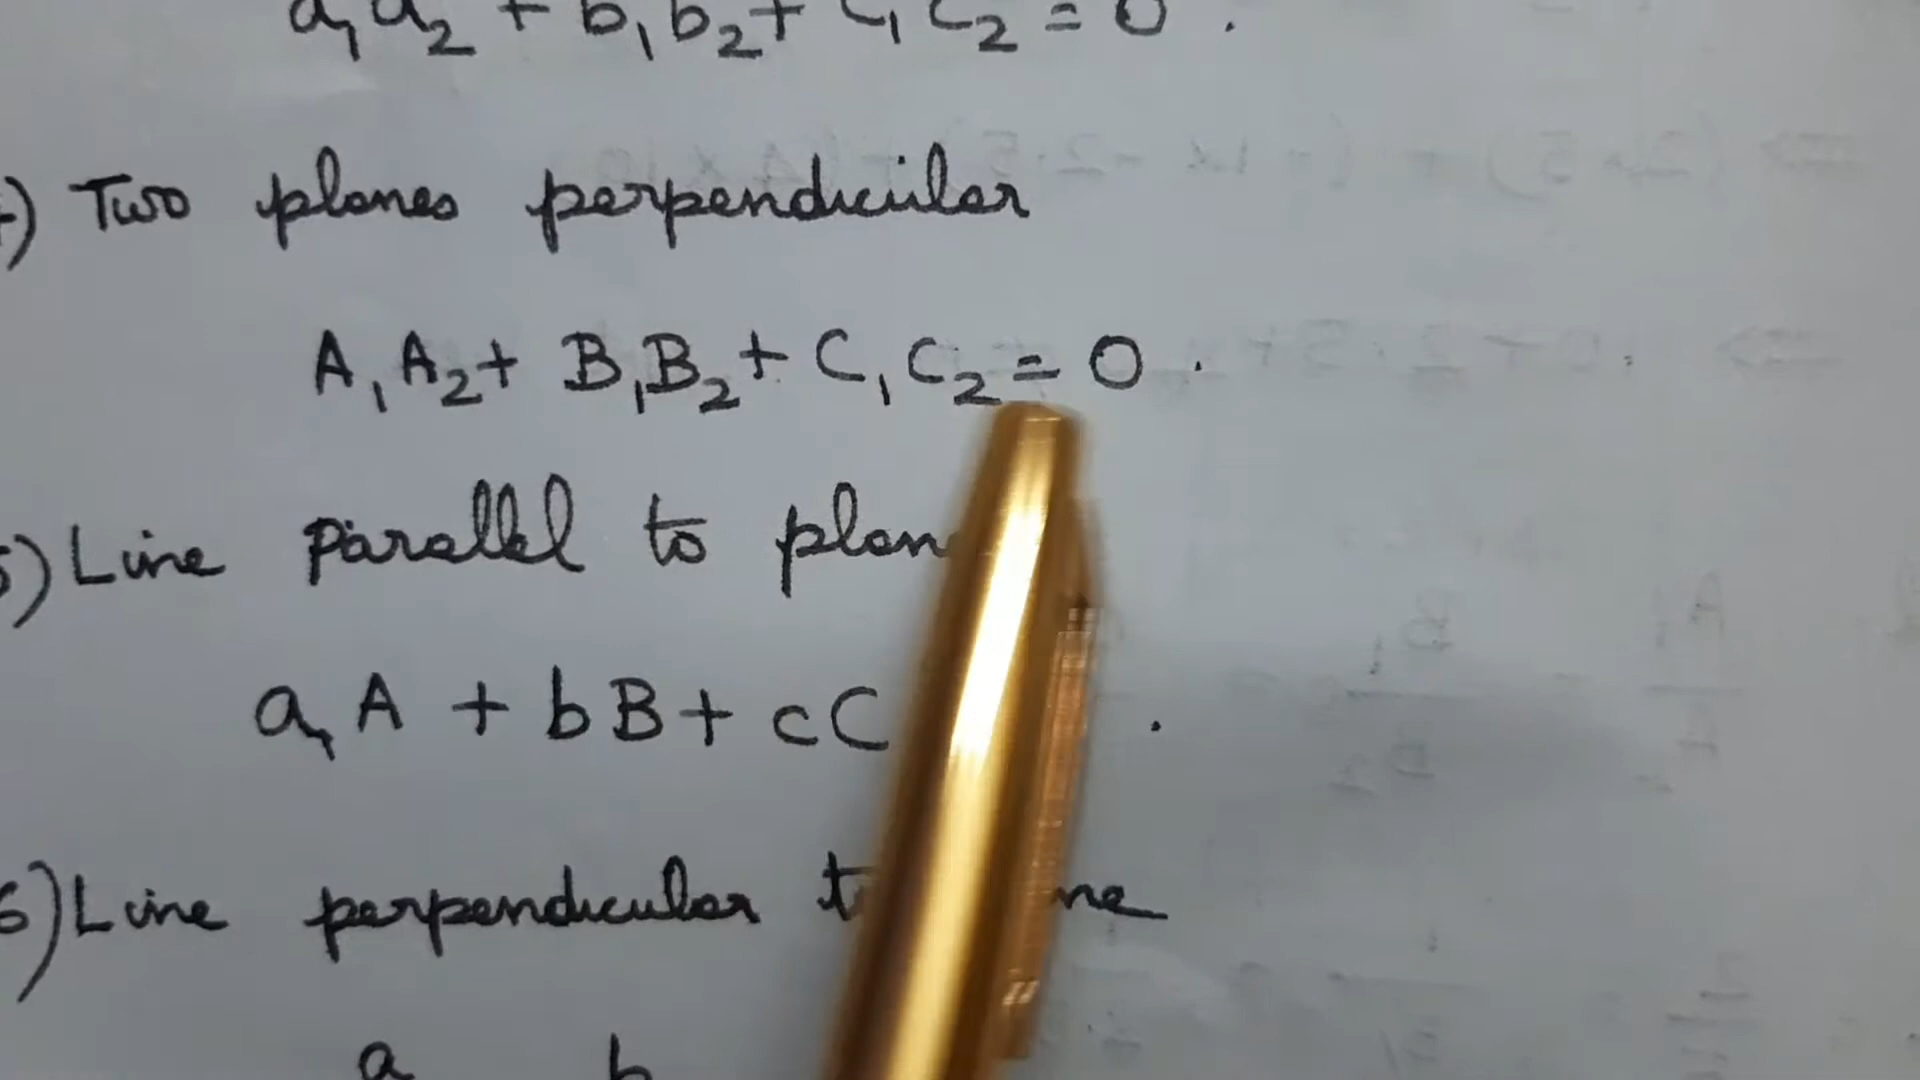 a₁a₂ + b₁b₂ + c₁c₂ = 0.
) Two planes perpendicular
A₁A₂ + B₁B₂ + C₁C₂ = 0.
5) Line parallel to plan
a₁A + bB + cC .
6) Line perpendicular t ne
a b